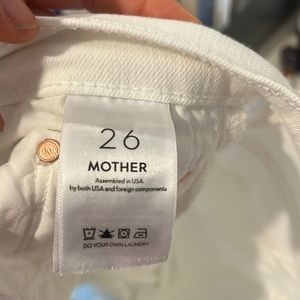 26
MOTHER
Assembled in USA
by both USA and foreign components
DO YOUR OWN LAUNDRY